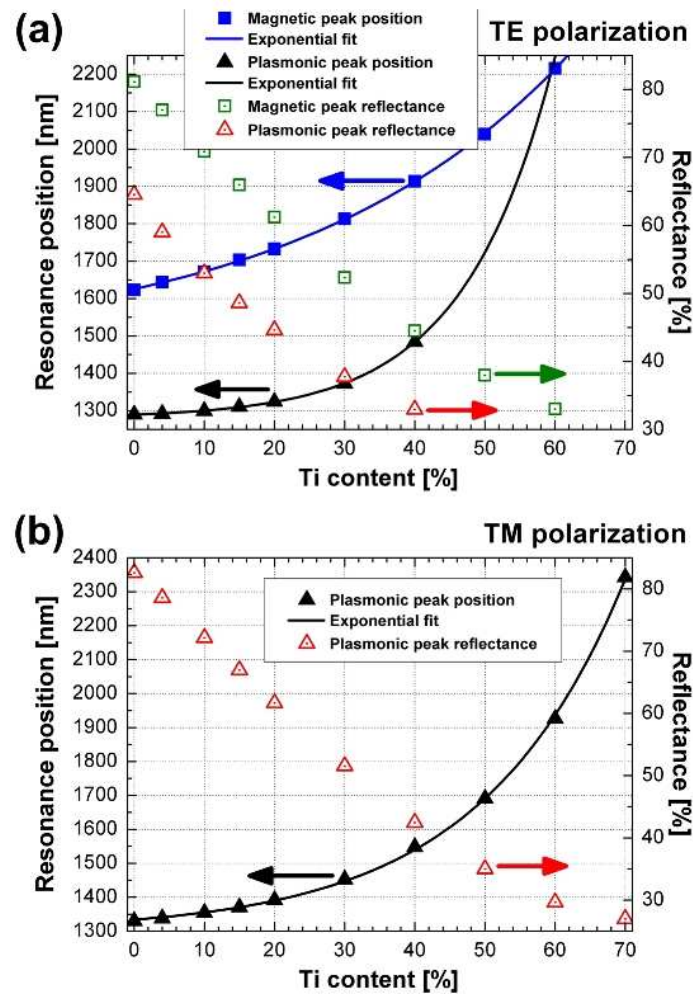 (a)
TE polarization
Magnetic peak position
Exponential fit
Plasmonic peak position
Exponential fit
Magnetic peak reflectance
Plasmonic peak reflectance
Resonance position [nm]
2200
2100
2000
1900
1800
1700
1600
1500
1400
1300
Reflectance [%]
80
70
60
50
40
30
0 10 20 30 40 50 60 70
Ti content [%]
(b)
TM polarization
Plasmonic peak position
Exponential fit
Plasmonic peak reflectance
Resonance position [nm]
2400
2300
2200
2100
2000
1900
1800
1700
1600
1500
1400
1300
Reflectance [%]
80
70
60
50
40
30
0 10 20 30 40 50 60 70
Ti content [%]